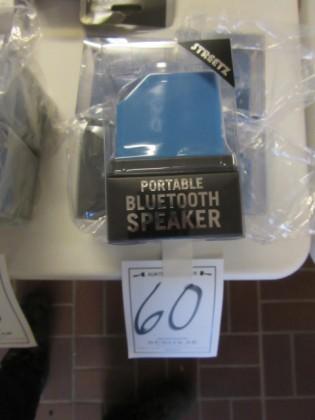 STREETZ
PORTABLE
BLUETOOTH
SPEAKER
60